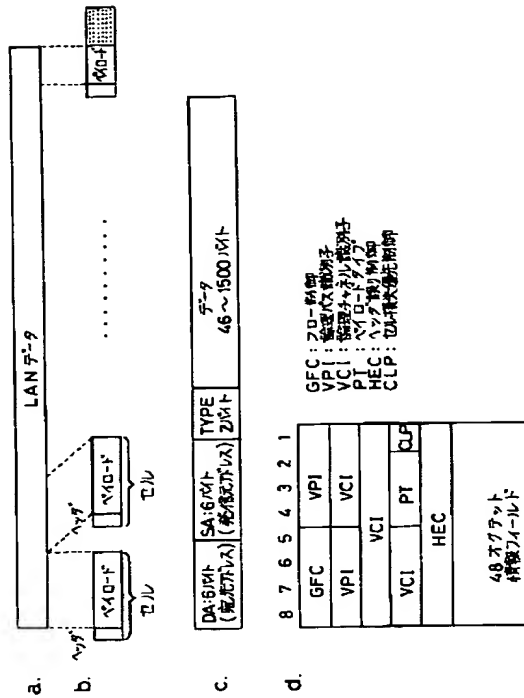 a.
LANデータ
b.
ヘッダ
ペイロード
セル
ヘッダ
ペイロード
セル
ペイロード
c.
DA:6バイト
(宛先アドレス)
SA:6バイト
(発信元アドレス)
TYPE
2バイト
データ
46～1500バイト
d.
8 7 6 5 4 3 2 1
GFC VPI
VPI VCI
VCI
VCI PT CLP
HEC
48オクテット
情報フィールド
GFC:フロー制御
VPI:論理パス識別子
VCI:論理チャネル識別子
PT:ペイロードタイプ
HEC:ヘッダ誤り制御
CLP:セル損失優先制御